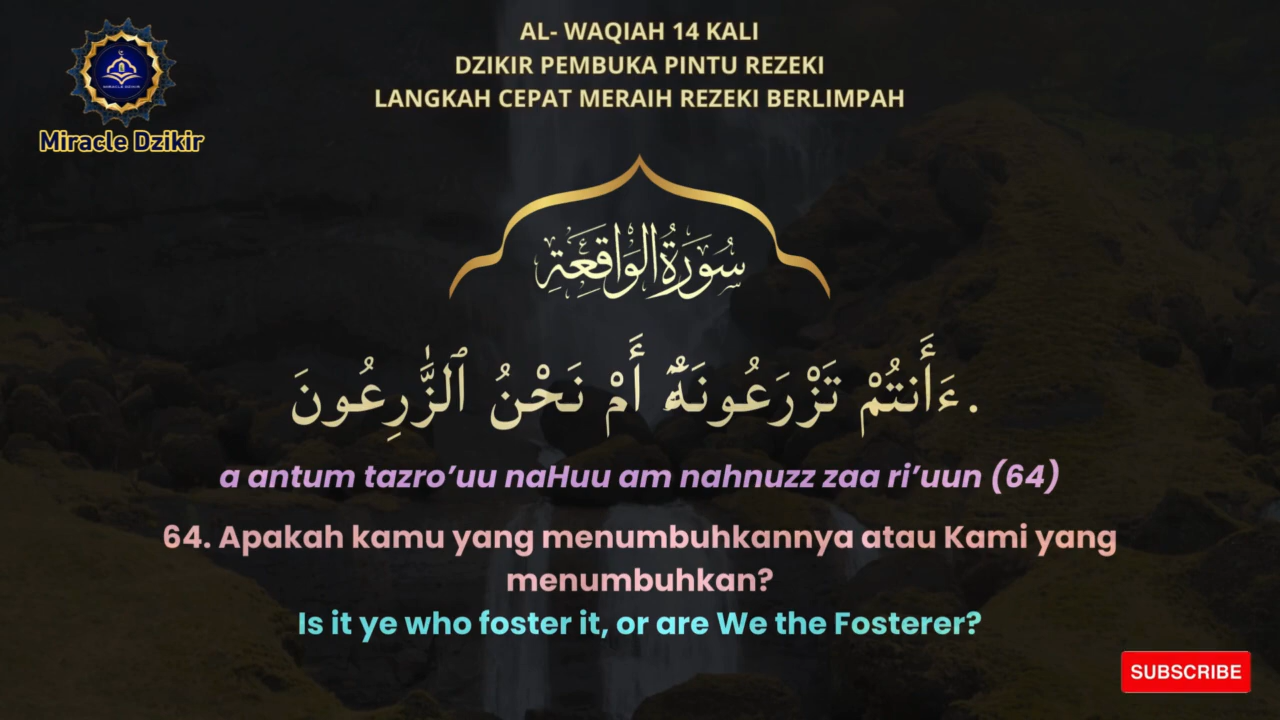 AL- WAQIAH 14 KALI
DZIKIR PEMBUKA PINTU REZEKI
LANGKAH CEPAT MERAIH REZEKI BERLIMPAH
MIRACLE DZIKIR
Miracle Dzikir
سُورَةُ الوَاقِعَةِ
ءَأَنتُمْ تَزْرَعُونَهُۥٓ أَمْ نَحْنُ ٱلزَّٰرِعُونَ.
a antum tazro’uu naHuu am nahnuzz zaa ri’uun (64)
64. Apakah kamu yang menumbuhkannya atau Kami yang
menumbuhkan?
Is it ye who foster it, or are We the Fosterer?
SUBSCRIBE